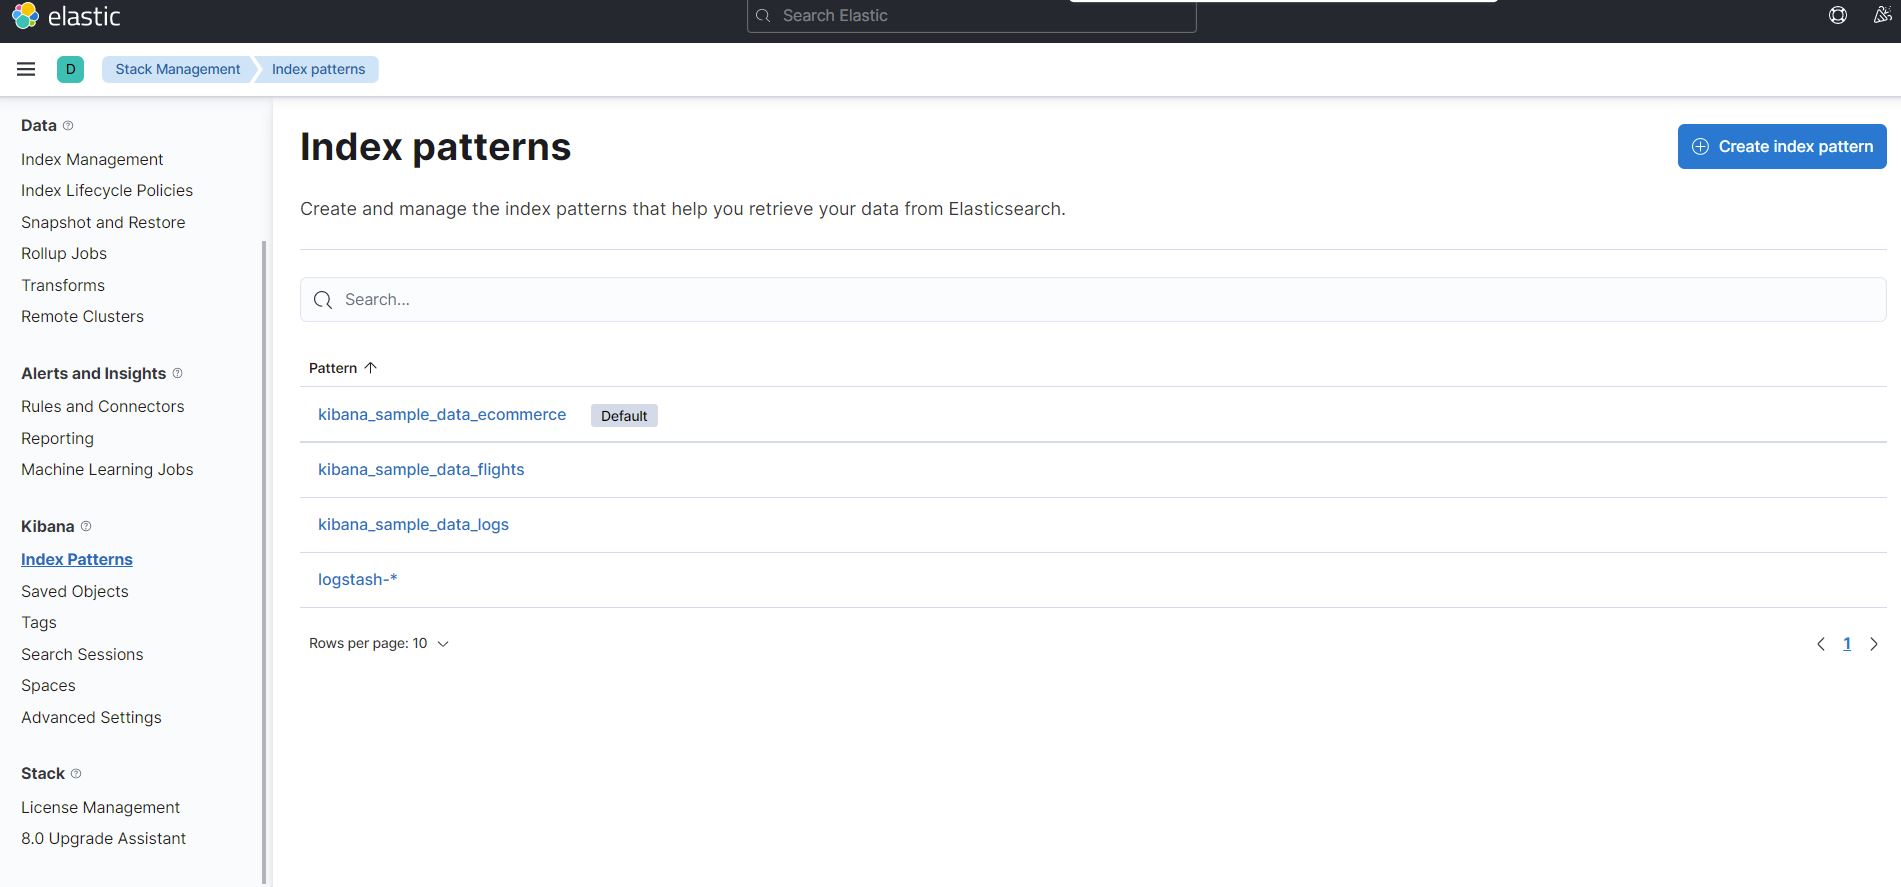 elastic
Search Elastic
D
Stack Management
Index patterns
Data
Index Management
Index Lifecycle Policies
Snapshot and Restore
Rollup Jobs
Transforms
Remote Clusters
Alerts and Insights
Rules and Connectors
Reporting
Machine Learning Jobs
Kibana
Index Patterns
Saved Objects
Tags
Search Sessions
Spaces
Advanced Settings
Stack
License Management
8.0 Upgrade Assistant
Index patterns
Create index pattern
Create and manage the index patterns that help you retrieve your data from Elasticsearch.
Search...
Pattern
kibana_sample_data_ecommerce Default
kibana_sample_data_flights
kibana_sample_data_logs
logstash-*
Rows per page: 10
1